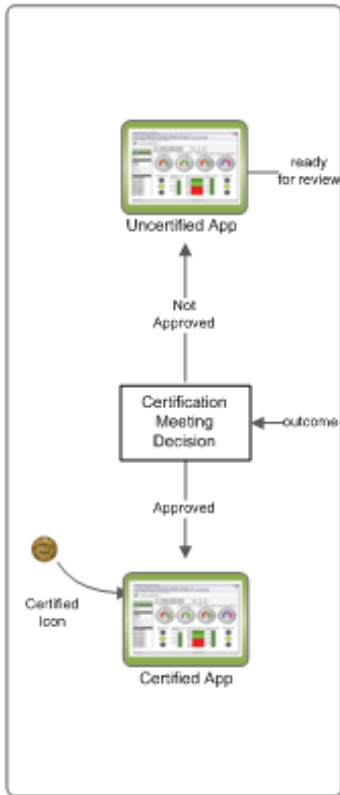 ready
for review
Uncertified App
Not
Approved
Certification
Meeting
Decision
outcome
Approved
Certified
Icon
Certified App